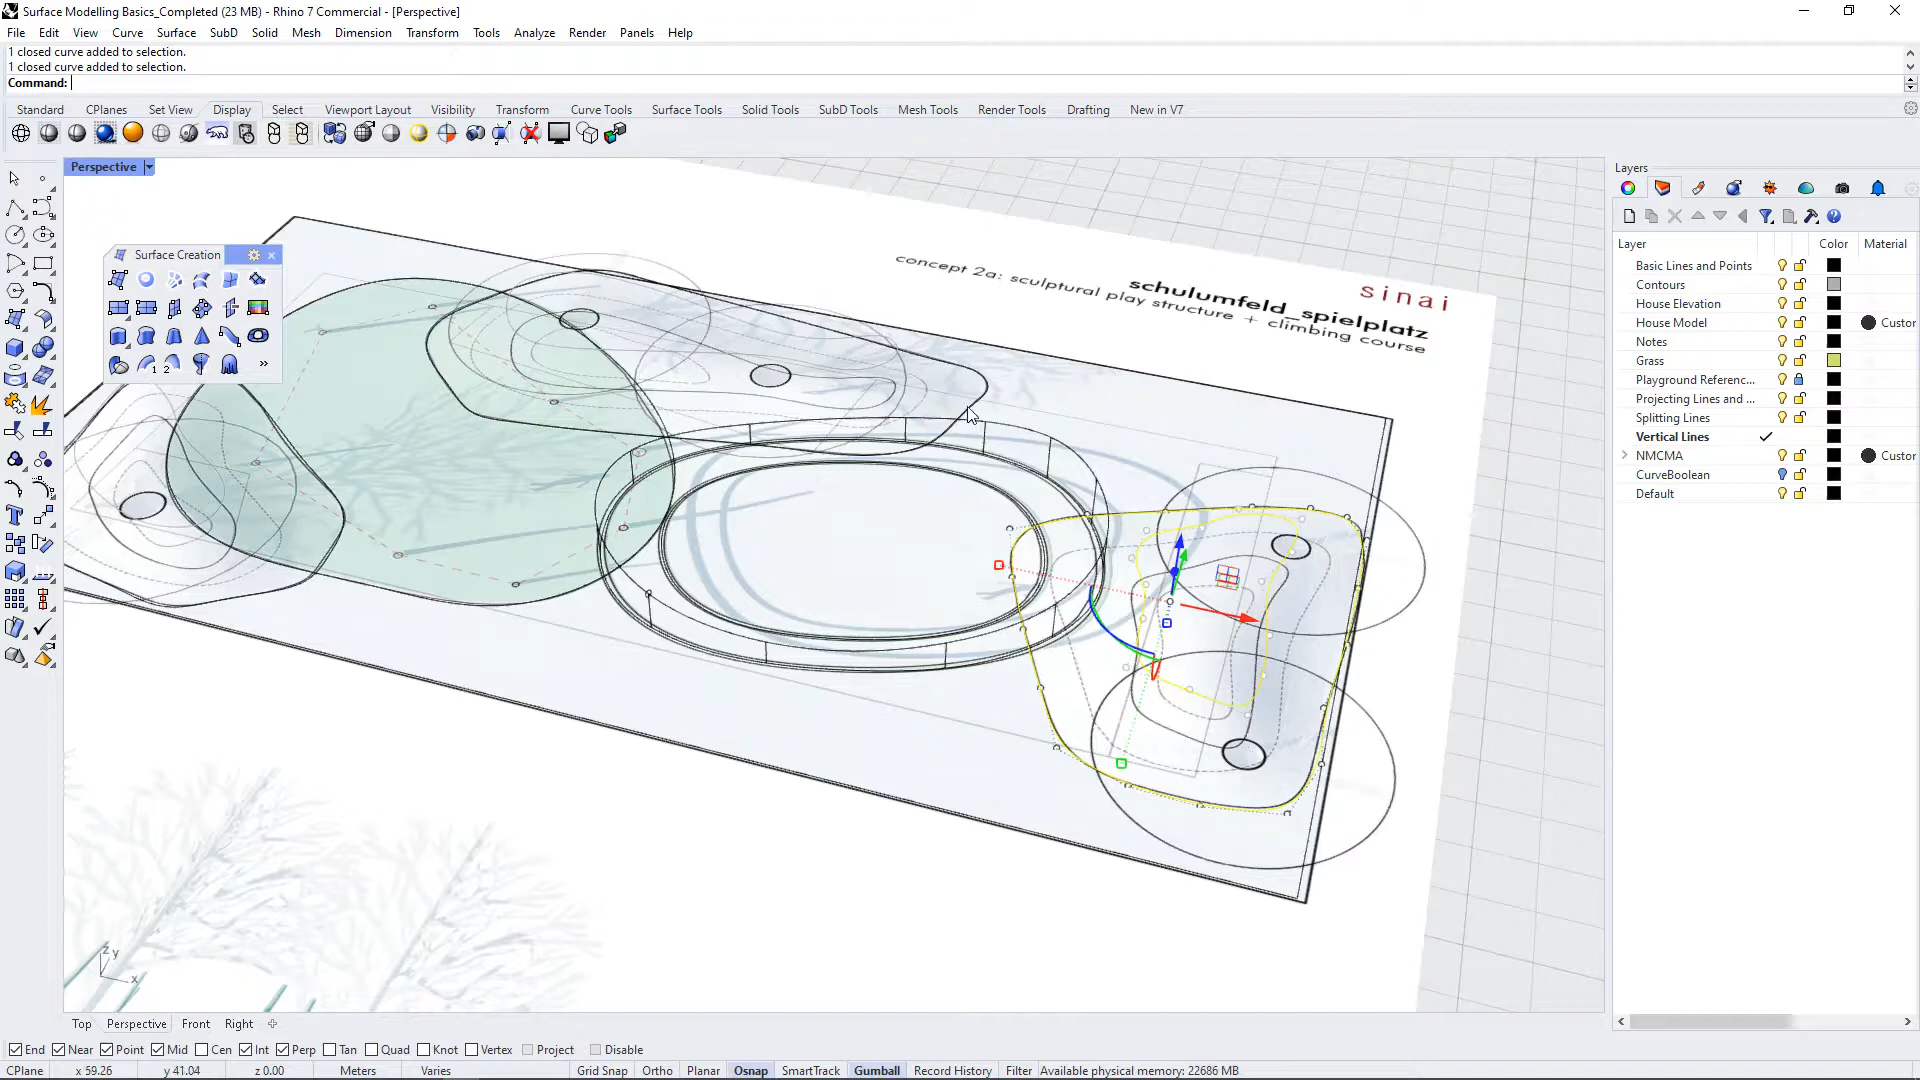 Surface Modelling Basics_Completed (23 MB) - Rhino 7 Commercial - [Perspective]
File Edit View Curve Surface SubD Solid Mesh Dimension Transform Tools Analyze Render Panels Help
1 closed curve added to selection.
1 closed curve added to selection.
Command:
Standard CPlanes Set View Display Select Viewport Layout Visibility Transform Curve Tools Surface Tools Solid Tools SubD Tools Mesh Tools Render Tools Drafting New in V7
Perspective
Surface Creation
1 2
sinai
schulumfeld_spielplatz
concept 2a: sculptural play structure + climbing course
z y
x
Layers
Layer Color Material
Basic Lines and Points
Contours
House Elevation
House Model Custor
Notes
Grass
Playground Referenc...
Projecting Lines and ...
Splitting Lines
Vertical Lines
NMCMA Custor
CurveBoolean
Default
Top Perspective Front Right
End Near Point Mid Cen Int Perp Tan Quad Knot Vertex Project Disable
CPlane x 59.26 y 41.04 z 0.00 Meters Varies Grid Snap Ortho Planar Osnap SmartTrack Gumball Record History Filter Available physical memory: 22686 MB